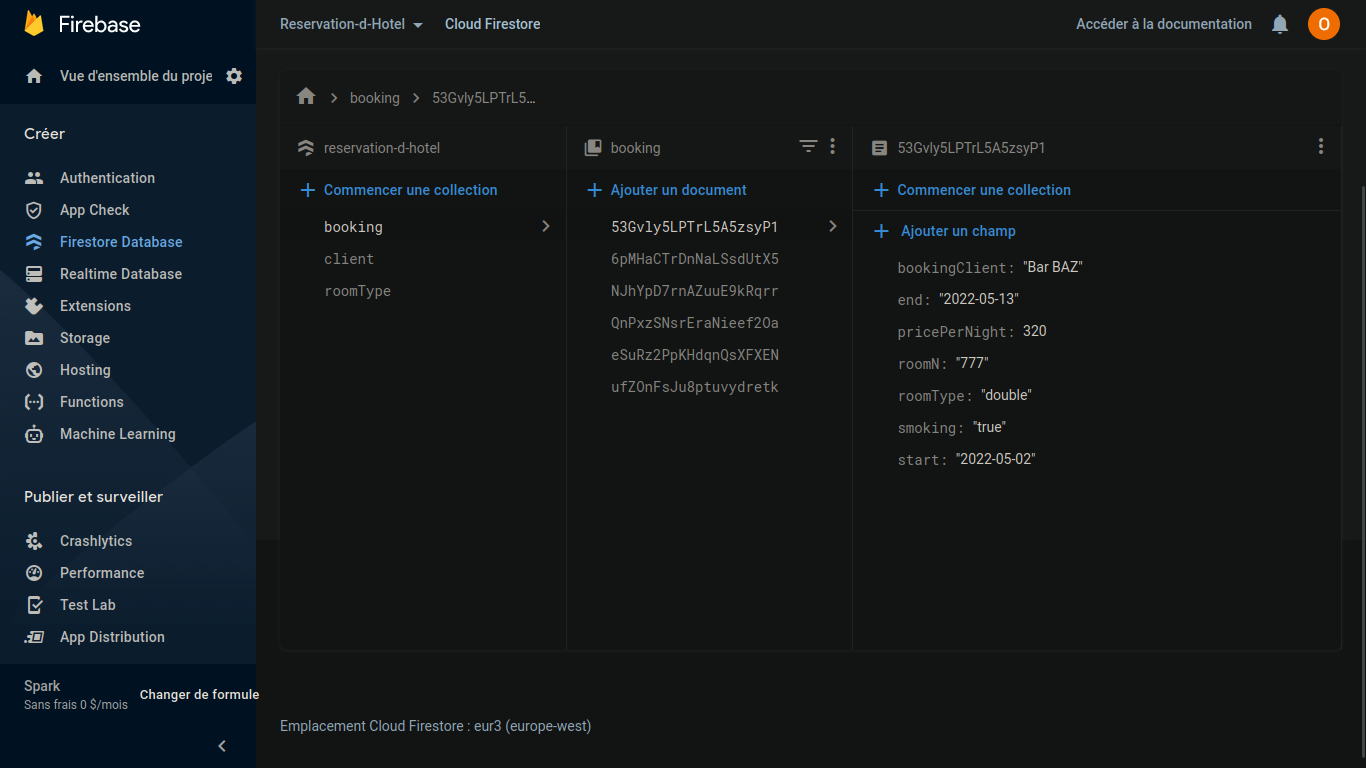 Firebase
Reservation-d-Hotel
Cloud Firestore
Accéder à la documentation
O
Vue d'ensemble du proje
Créer
Authentication
App Check
Firestore Database
Realtime Database
Extensions
Storage
Hosting
Functions
Machine Learning
Publier et surveiller
Crashlytics
Performance
Test Lab
App Distribution
Spark
Sans frais 0 $/mois
Changer de formule
booking
53Gvly5LPTrL5…
reservation-d-hotel
Commencer une collection
booking
client
roomType
booking
Ajouter un document
53Gvly5LPTrL5A5zsyP1
6pMHaCTrDnNaLSsdUtX5
NJhYpD7rnAZuuE9kRqrr
QnPxzSNsrEraNieef2Oa
eSuRz2PpKHdqnQsXFXEN
ufZOnFsJu8ptuvydretk
53Gvly5LPTrL5A5zsyP1
Commencer une collection
Ajouter un champ
bookingClient: "Bar BAZ"
end: "2022-05-13"
pricePerNight: 320
roomN: "777"
roomType: "double"
smoking: "true"
start: "2022-05-02"
Emplacement Cloud Firestore : eur3 (europe-west)